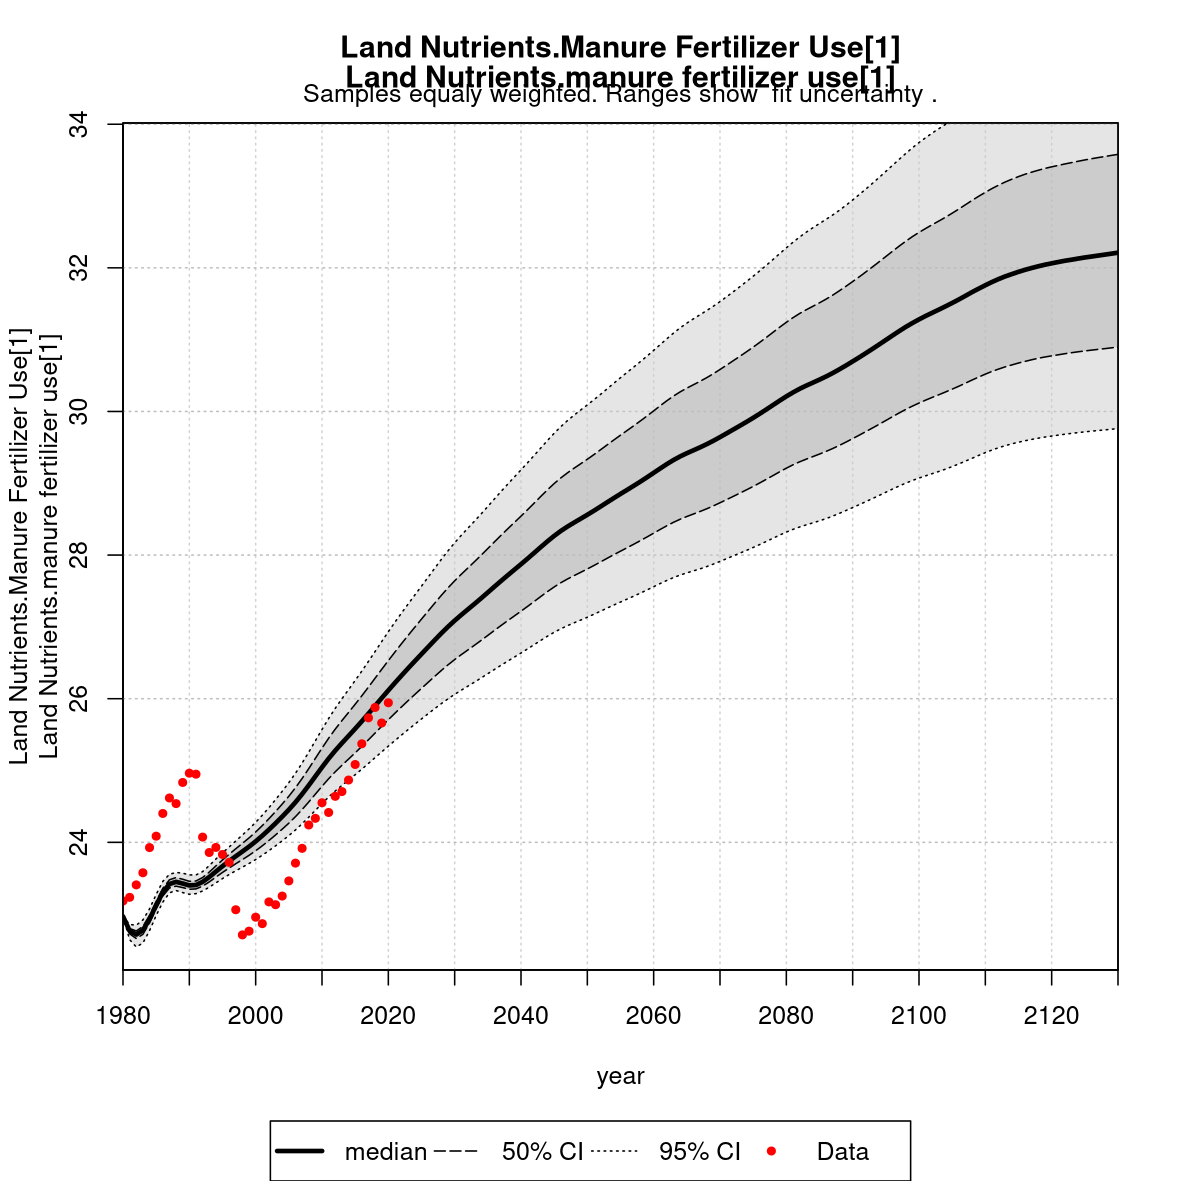 Land Nutrients.Manure Fertilizer Use[1]
Land Nutrients.manure fertilizer use[1]
Samples equaly weighted. Ranges show  fit uncertainty .
Land Nutrients.Manure Fertilizer Use[1]
Land Nutrients.manure fertilizer use[1]
34
32
30
28
26
24
1980 2000 2020 2040 2060 2080 2100 2120
year
median 50% CI 95% CI Data